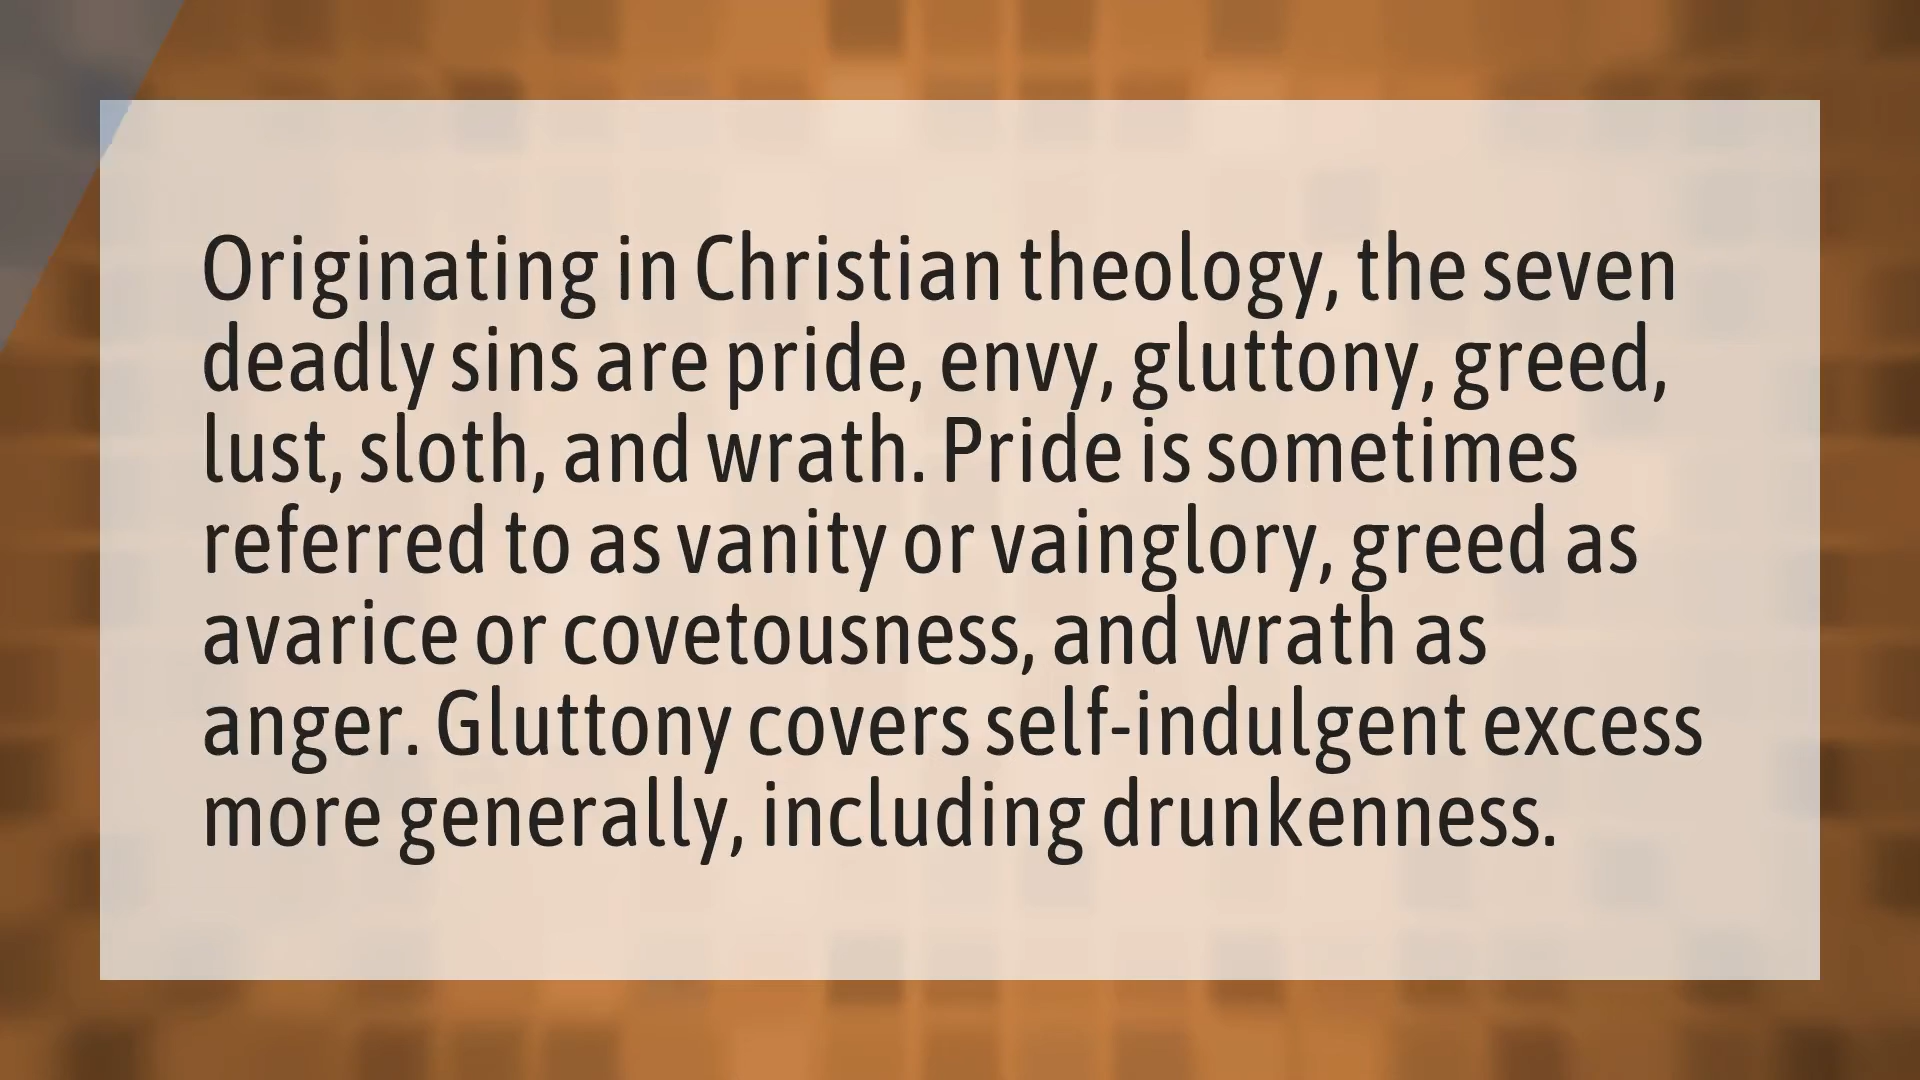 Originating in Christian theology, the seven
deadly sins are pride, envy, gluttony, greed,
lust, sloth, and wrath. Pride is sometimes
referred to as vanity or vainglory, greed as
avarice or covetousness, and wrath as
anger. Gluttony covers self-indulgent excess
more generally, including drunkenness.